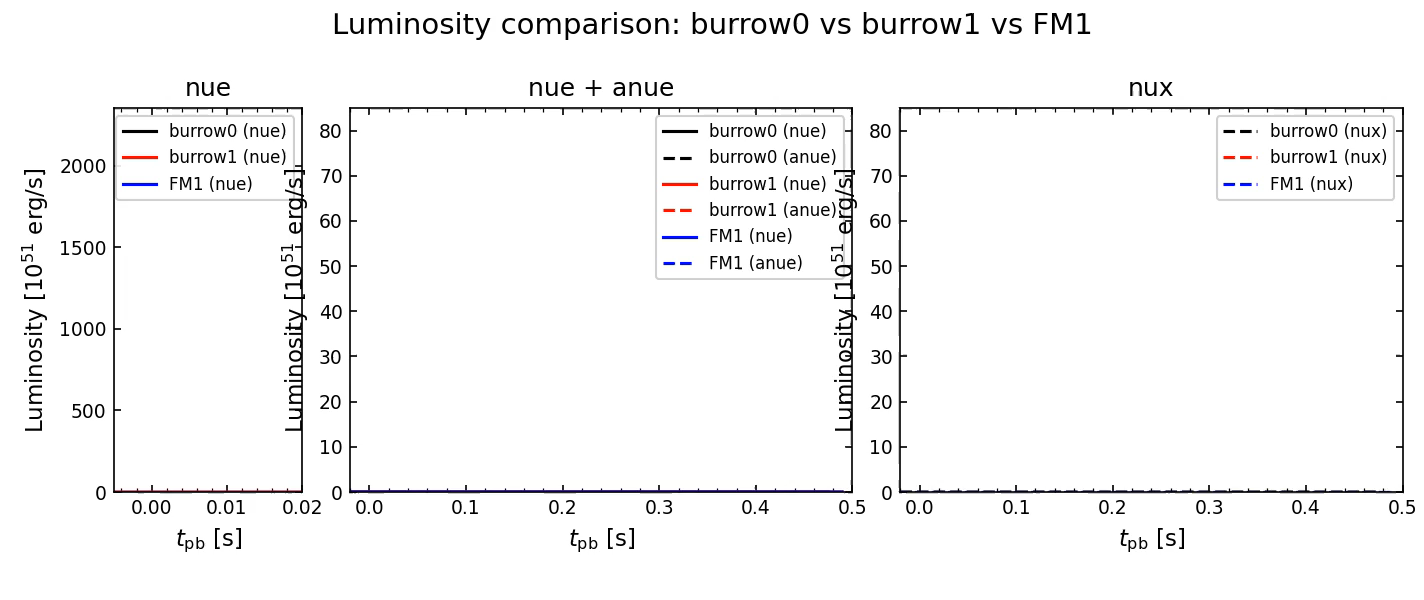 Luminosity comparison: burrow0 vs burrow1 vs FM1
nue
Luminosity [10^51 erg/s]
2000
1500
1000
500
0
burrow0 (nue)
burrow1 (nue)
FM1 (nue)
0.00 0.01 0.02
t_pb [s]
nue + anue
Luminosity [10^51 erg/s]
80
70
60
50
40
30
20
10
0
burrow0 (nue)
burrow0 (anue)
burrow1 (nue)
burrow1 (anue)
FM1 (nue)
FM1 (anue)
0.0 0.1 0.2 0.3 0.4 0.5
t_pb [s]
nux
Luminosity [10^51 erg/s]
80
70
60
50
40
30
20
10
0
burrow0 (nux)
burrow1 (nux)
FM1 (nux)
0.0 0.1 0.2 0.3 0.4 0.5
t_pb [s]